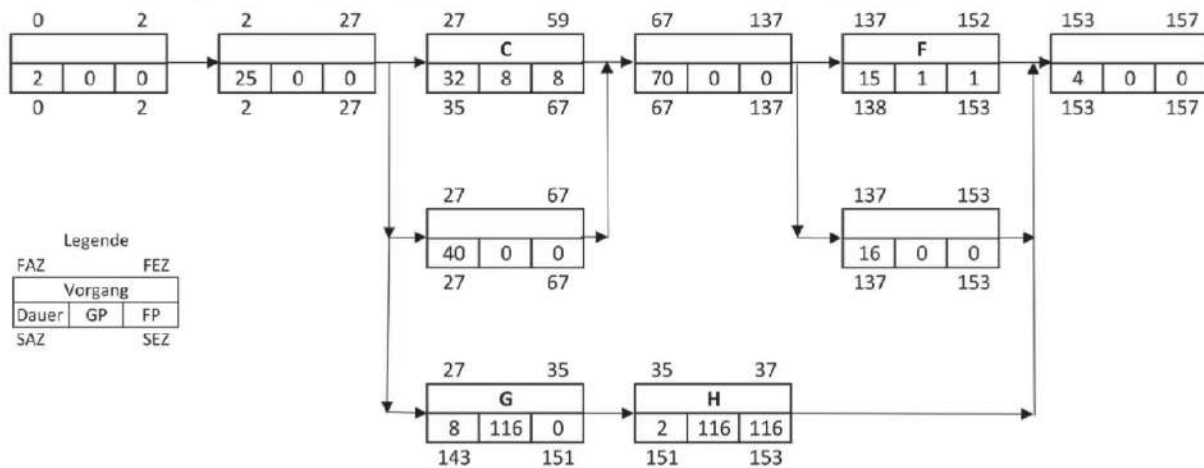 0 2 2 27 27 59 67 137 137 152 153 157
C F
2 0 0 25 0 0 32 8 8 70 0 0 15 1 1 4 0 0
0 2 2 27 35 67 67 137 138 153 153 157
27 67 137 153
40 0 0 16 0 0
27 67 137 153
Legende
FAZ FEZ
Vorgang
Dauer GP FP
SAZ SEZ
27 35 35 37
G H
8 116 0 2 116 116
143 151 151 153